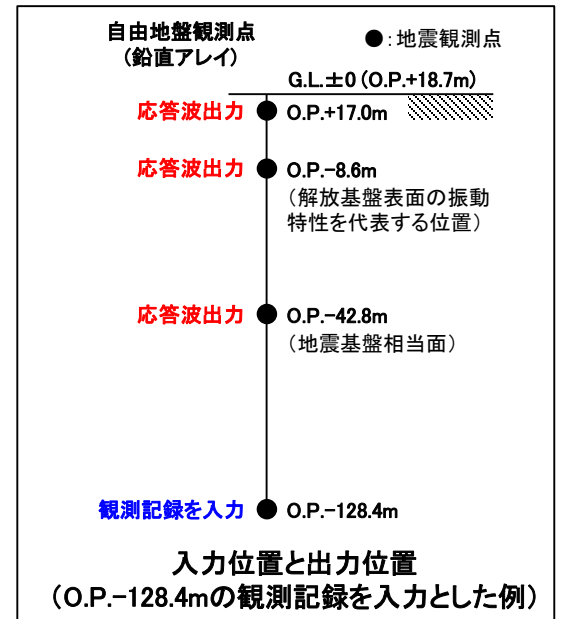 自由地盤観測点
(鉛直アレイ)
●:地震観測点
G.L.±0(O.P.+18.7m)
応答波出力 O.P.+17.0m
応答波出力 O.P.-8.6m
(解放基盤表面の振動
特性を代表する位置)
応答波出力 O.P.-42.8m
(地震基盤相当面)
観測記録を入力 O.P.-128.4m
入力位置と出力位置
(O.P.-128.4mの観測記録を入力とした例)